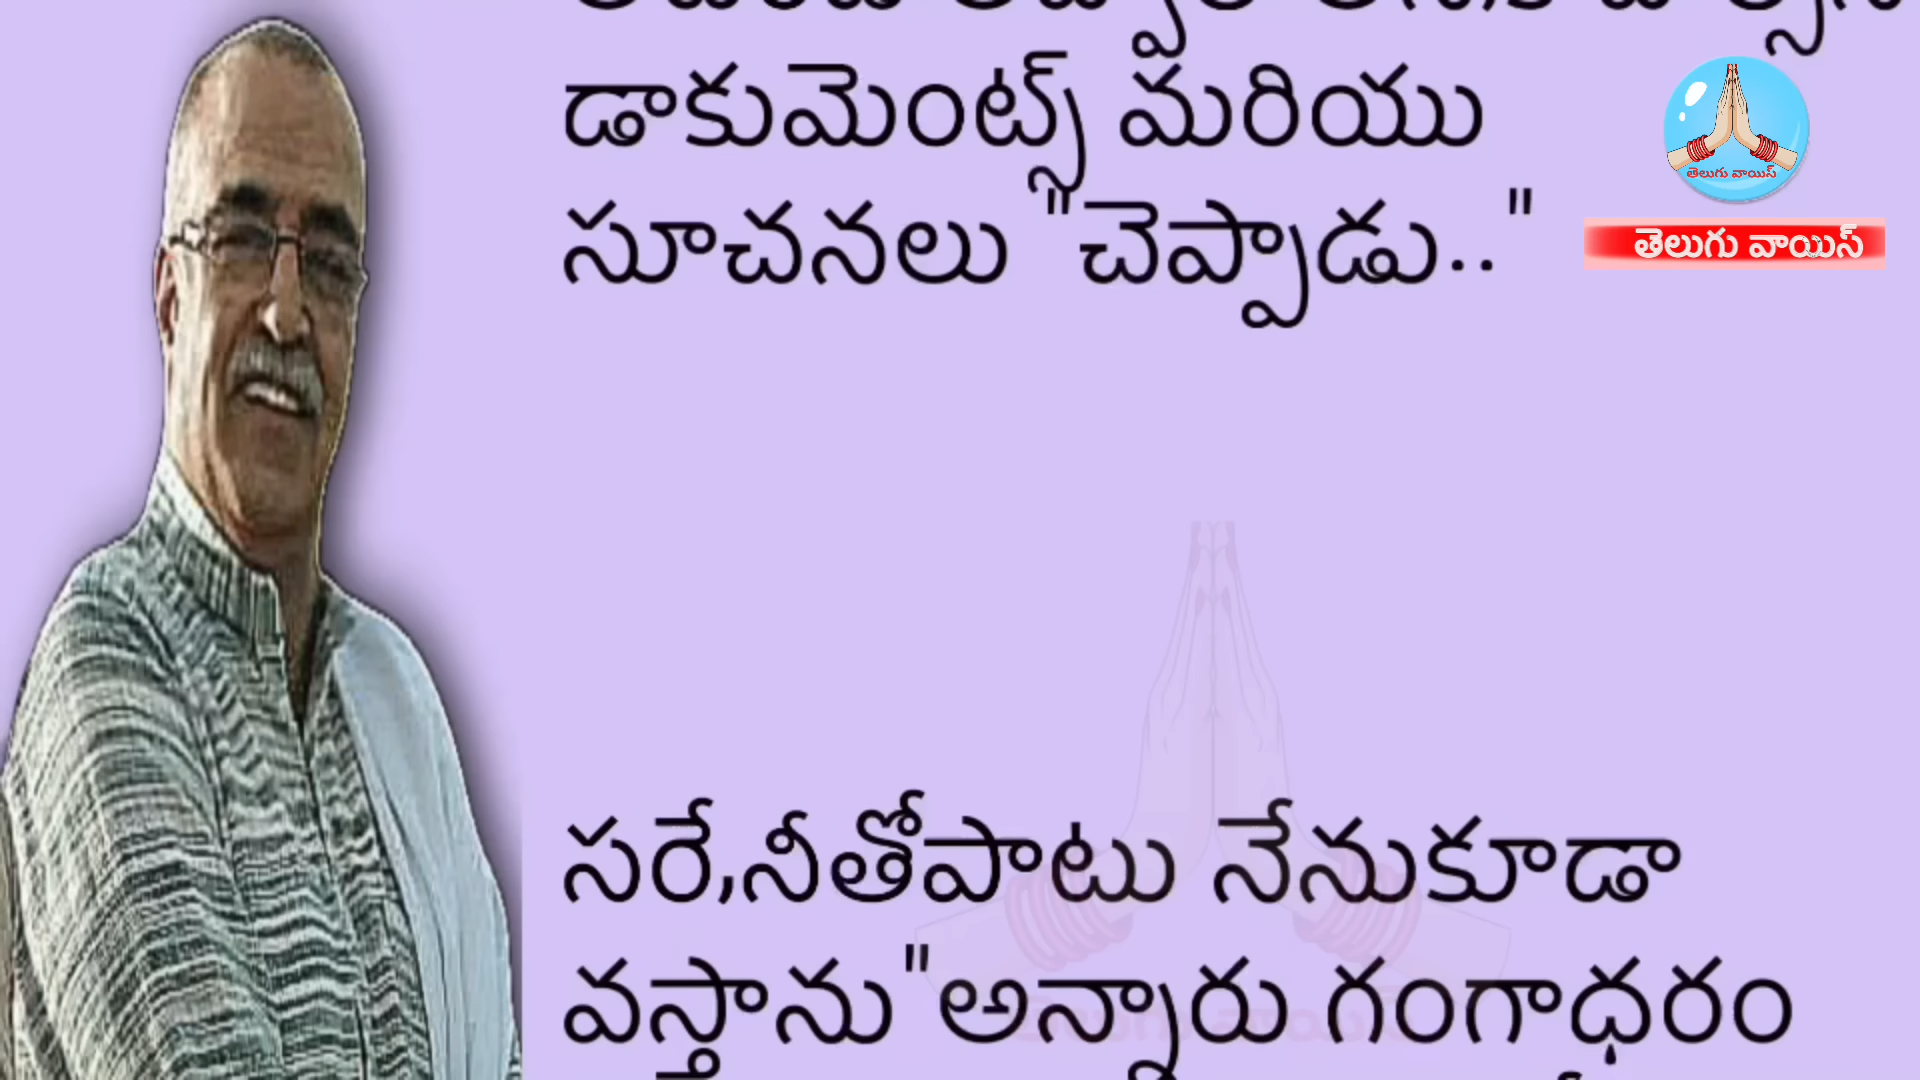 డాకుమెంట్స్ మరియు
సూచనలు "చెప్పాడు.."
తెలుగు వాయిస్
తెలుగు వాయిస్
సరే,నీతోపాటు నేనుకూడా
వస్తాను"అన్నారు గంగాధరం